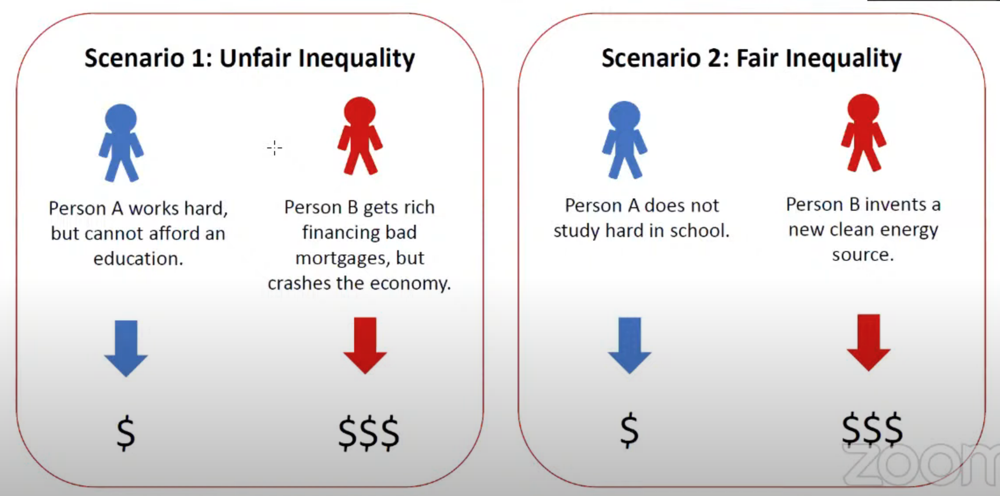 Scenario 1: Unfair Inequality
Person A works hard,
but cannot afford an
education.
Person B gets rich
financing bad
mortgages, but
crashes the economy.
$
$$$
Scenario 2: Fair Inequality
Person A does not
study hard in school.
Person B invents a
new clean energy
source.
$
$$$
zoom